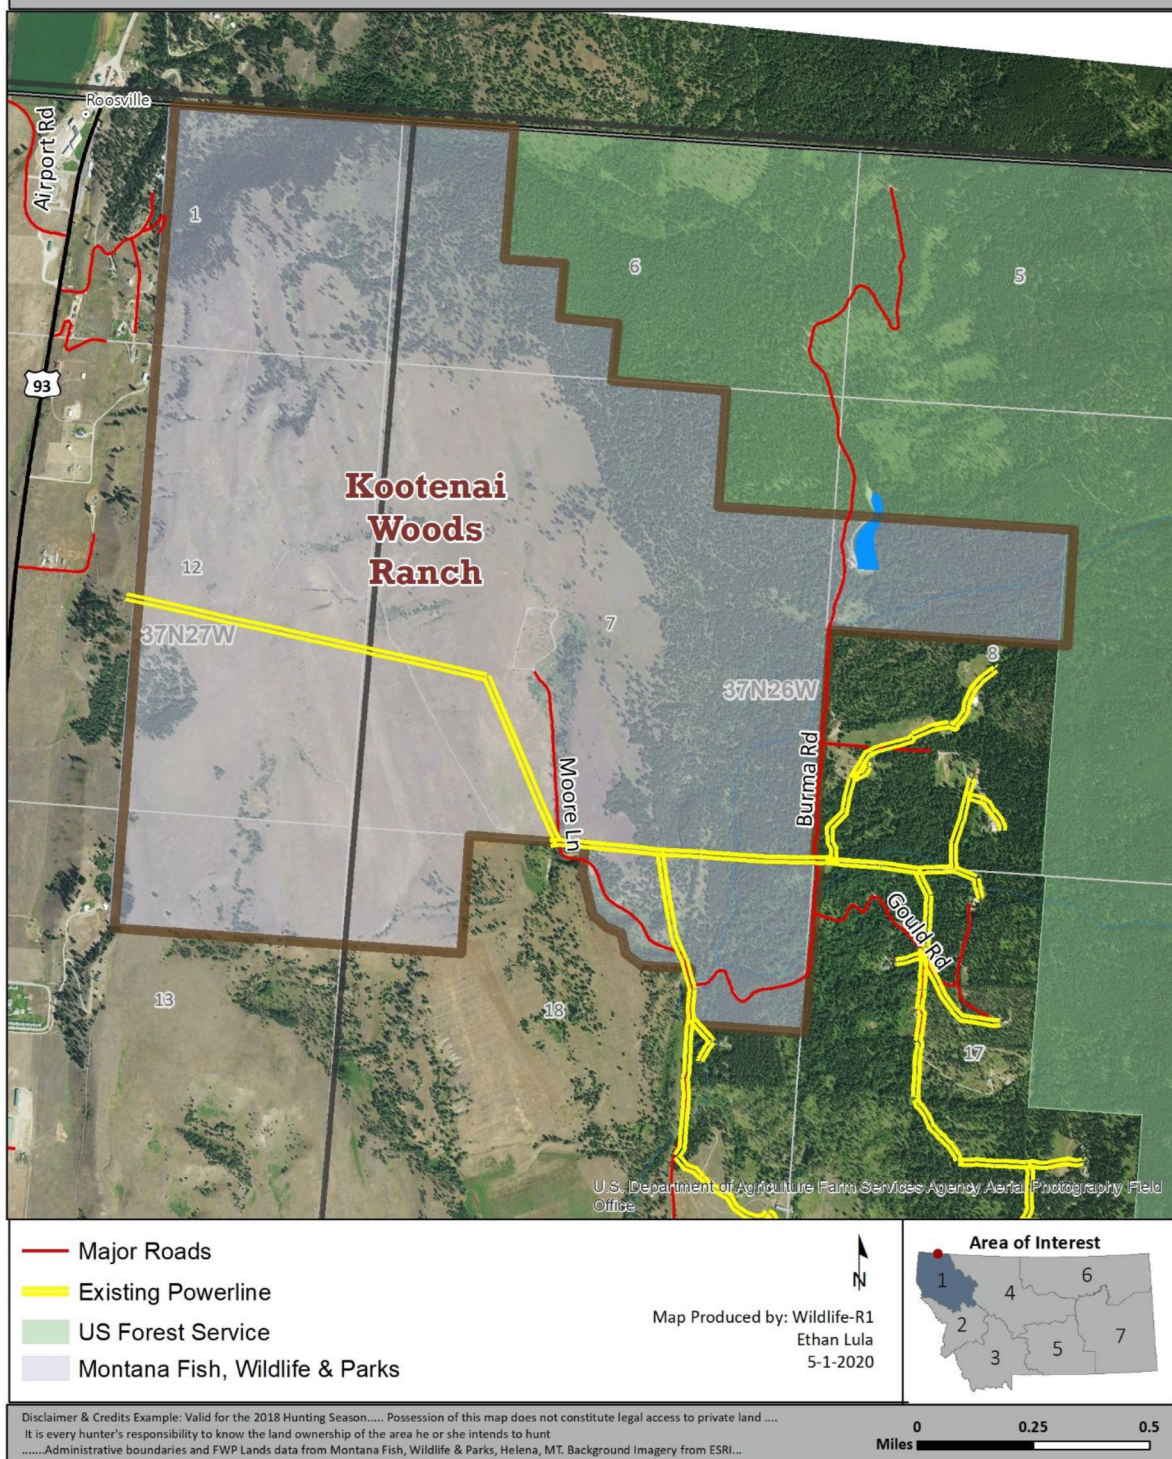 Roosville
Airport Rd
1
6
5
93
Kootenai
Woods
Ranch
12
7
37N27W
8
37N26W
Burma Rd
Moore Ln
Gould Rd
13
18
17
U.S. Department of Agriculture Farm Services Agency Aerial Photography Field
Office
Major Roads
Existing Powerline
US Forest Service
Montana Fish, Wildlife & Parks
N
Map Produced by: Wildlife-R1
Ethan Lula
5-1-2020
Area of Interest
1
6
4
2
7
5
3
Disclaimer & Credits Example: Valid for the 2018 Hunting Season..... Possession of this map does not constitute legal access to private land ....
It is every hunter's responsibility to know the land ownership of the area he or she intends to hunt
.......Administrative boundaries and FWP Lands data from Montana Fish, Wildlife & Parks, Helena, MT. Background Imagery from ESRI...
0 0.25 0.5
Miles